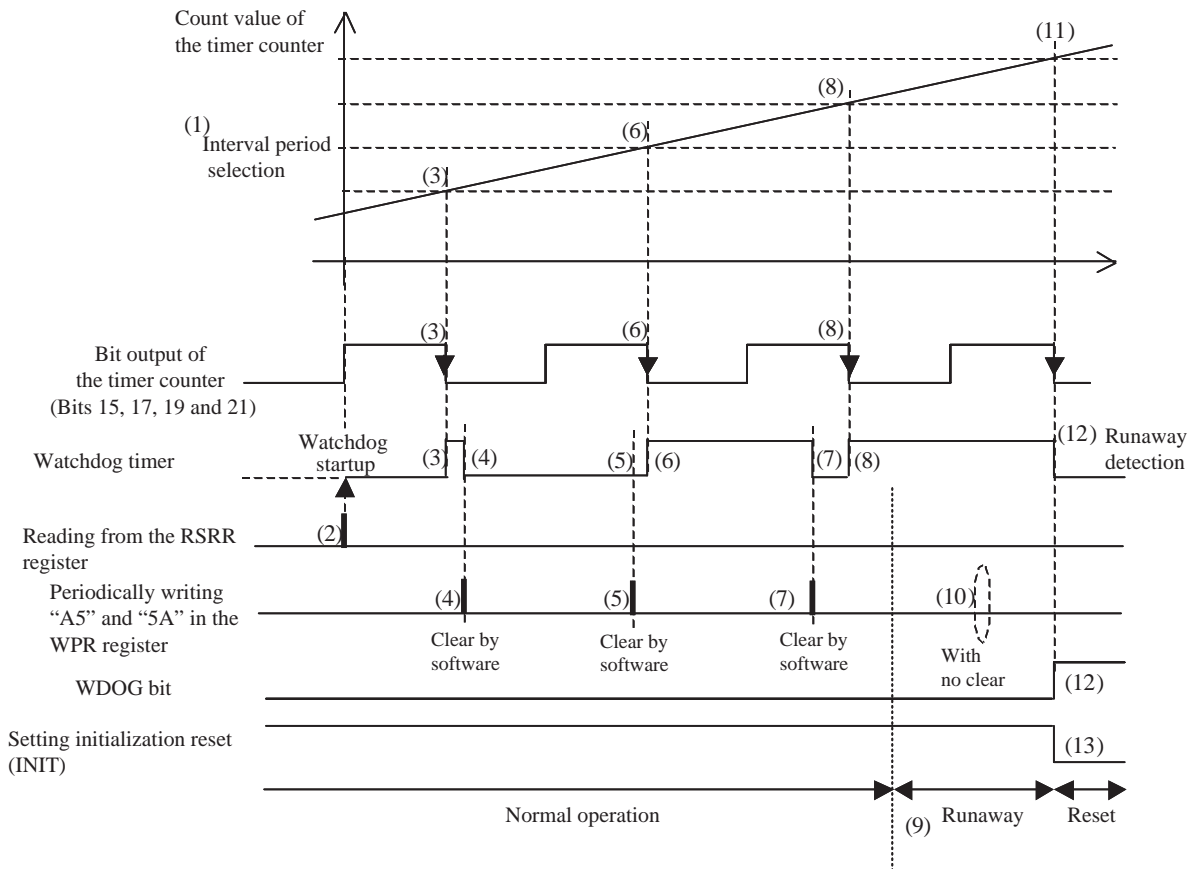 Count value of
the timer counter
(11)
(8)
(1)
Interval period
selection
(6)
(3)
Bit output of
the timer counter
(Bits 15, 17, 19 and 21)
(3)
(6)
(8)
Watchdog timer
Watchdog
startup
(3)
(4)
(5)
(6)
(7)
(8)
(12)
Runaway
detection
Reading from the RSRR
register
(2)
Periodically writing
“A5” and “5A” in the
WPR register
(4)
(5)
(7)
(10)
Clear by
software
Clear by
software
Clear by
software
With
no clear
WDOG bit
(12)
Setting initialization reset
(INIT)
(13)
Normal operation
(9)
Runaway
Reset